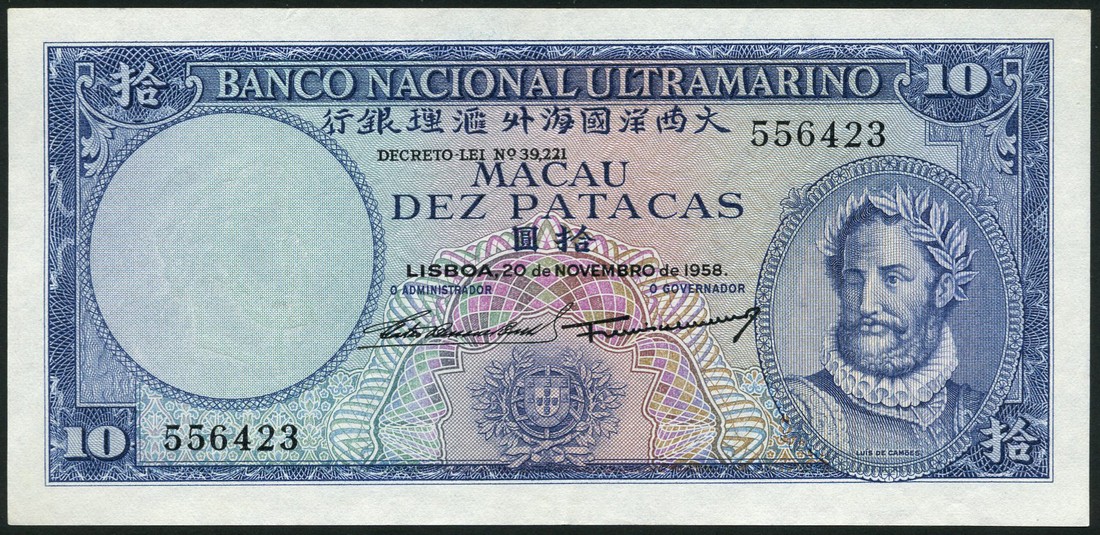 拾 BANCO NACIONAL ULTRAMARINO 10
大西洋國海外滙理銀行
556423
DECRETO-LEI Nº 39,221
MACAU
DEZ PATACAS
拾圓
LISBOA, 20 de NOVEMBRO de 1958.
O ADMINISTRADOR O GOVERNADOR
10 556423
LUIS DE CAMÕES
拾